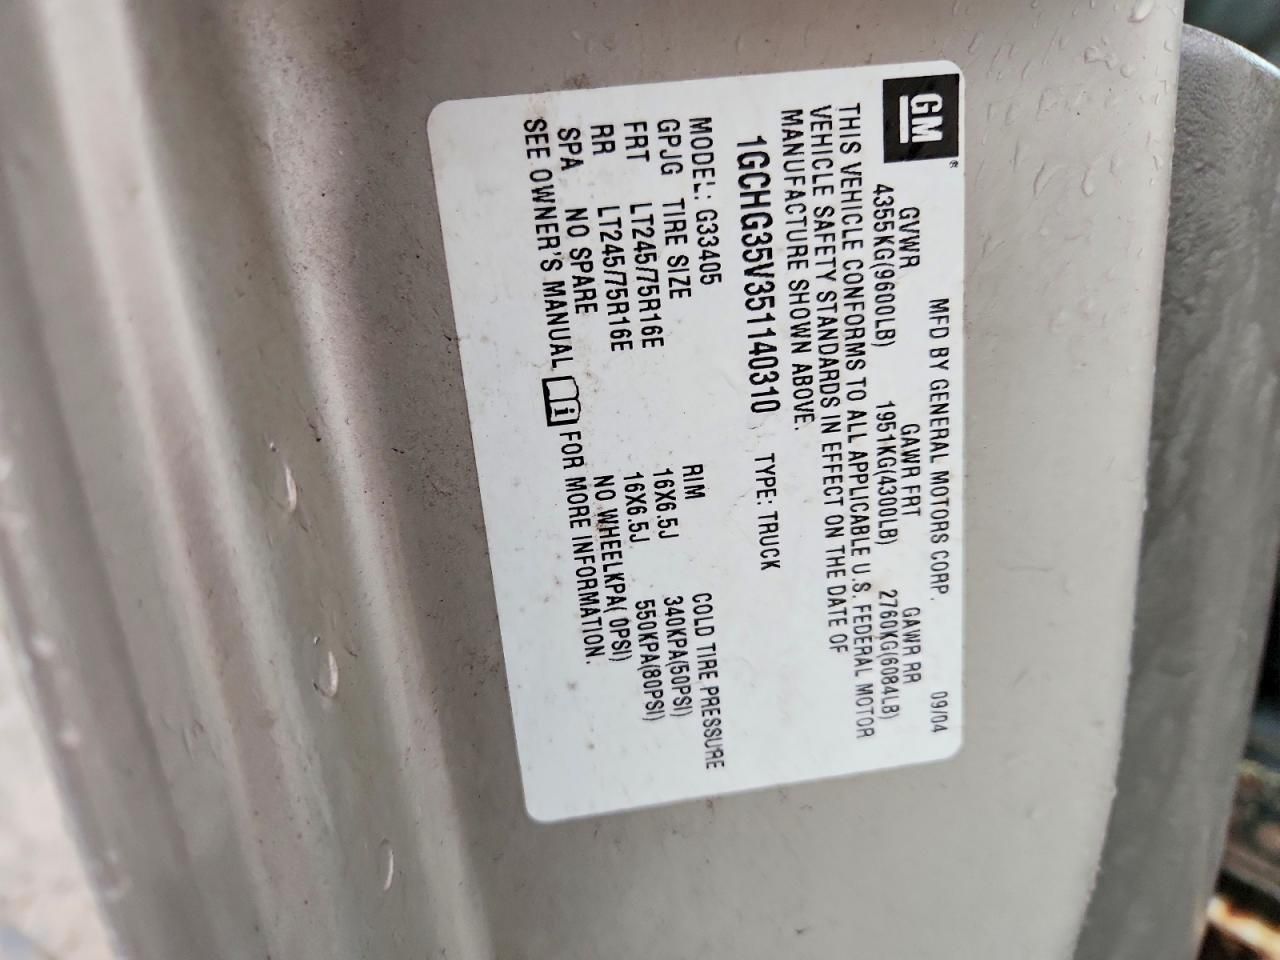 GM®
MFD BY GENERAL MOTORS CORP. 09/04
GVWR GAWR FRT GAWR RR
4355KG(9600LB) 1951KG(4300LB) 2760KG(6084LB)
THIS VEHICLE CONFORMS TO ALL APPLICABLE U.S. FEDERAL MOTOR
VEHICLE SAFETY STANDARDS IN EFFECT ON THE DATE OF
MANUFACTURE SHOWN ABOVE.
1GCHG35V351140310 TYPE: TRUCK
MODEL: G33405
GPJG TIRE SIZE RIM COLD TIRE PRESSURE
FRT LT245/75R16E 16X6.5J 340KPA(50PSI)
RR LT245/75R16E 16X6.5J 550KPA(80PSI)
SPA NO SPARE NO WHEELKPA( 0PSI)
SEE OWNER'S MANUAL i FOR MORE INFORMATION.